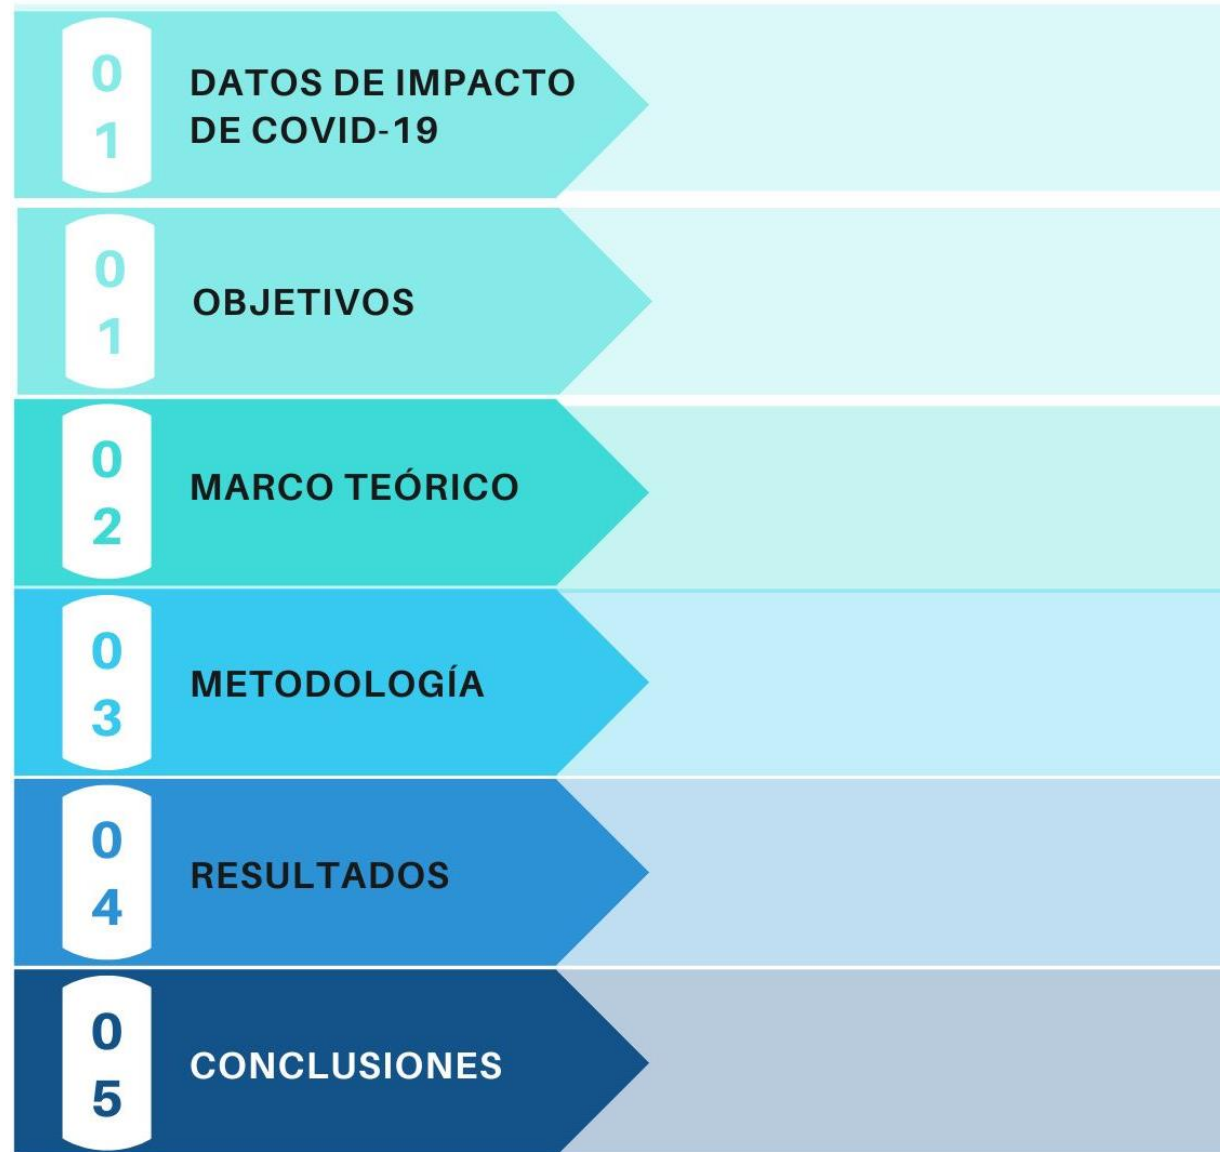 0
1
DATOS DE IMPACTO
DE COVID-19
0
1
OBJETIVOS
0
2
MARCO TEÓRICO
0
3
METODOLOGÍA
0
4
RESULTADOS
0
5
CONCLUSIONES